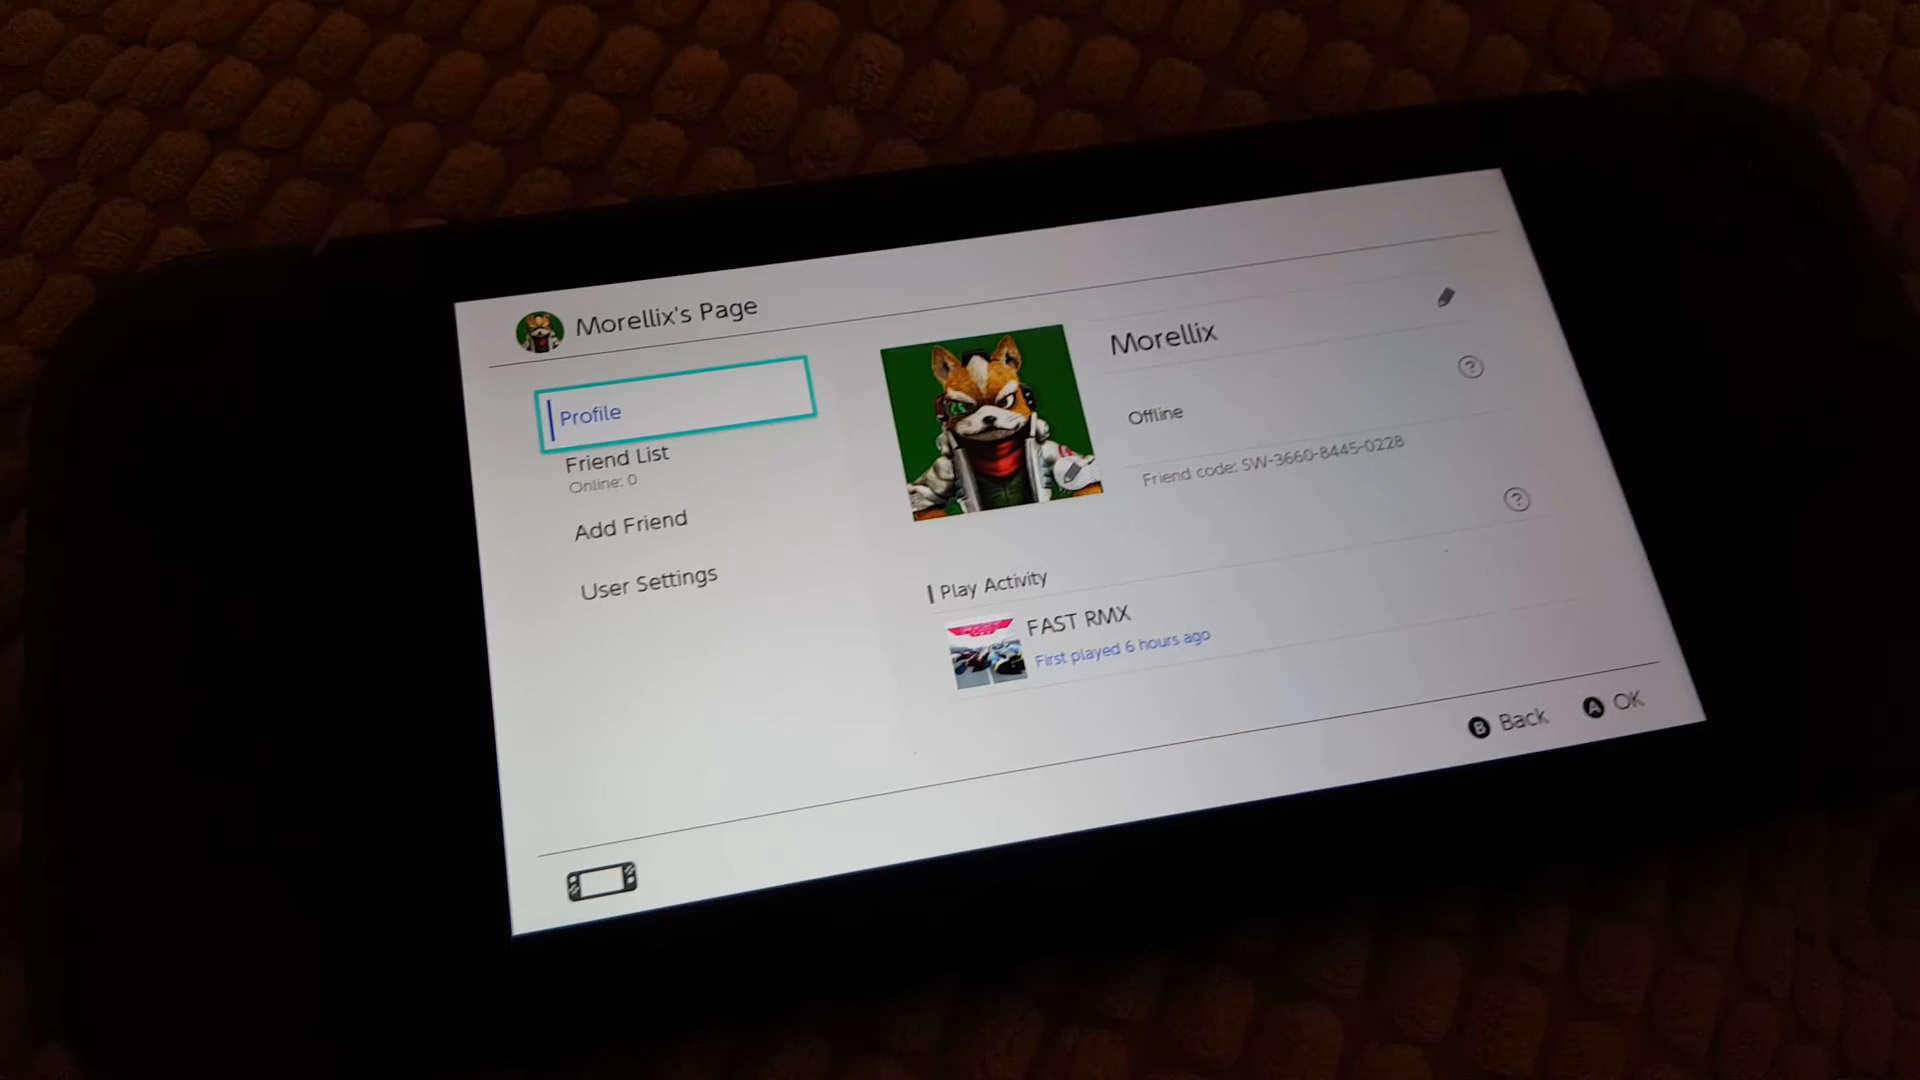 Morellix's Page
Profile
Friend List
Online: 0
Add Friend
User Settings
Morellix
?
Offline
Friend code: SW-3660-8445-0228
?
Play Activity
FAST RMX
First played 6 hours ago
B Back
A OK